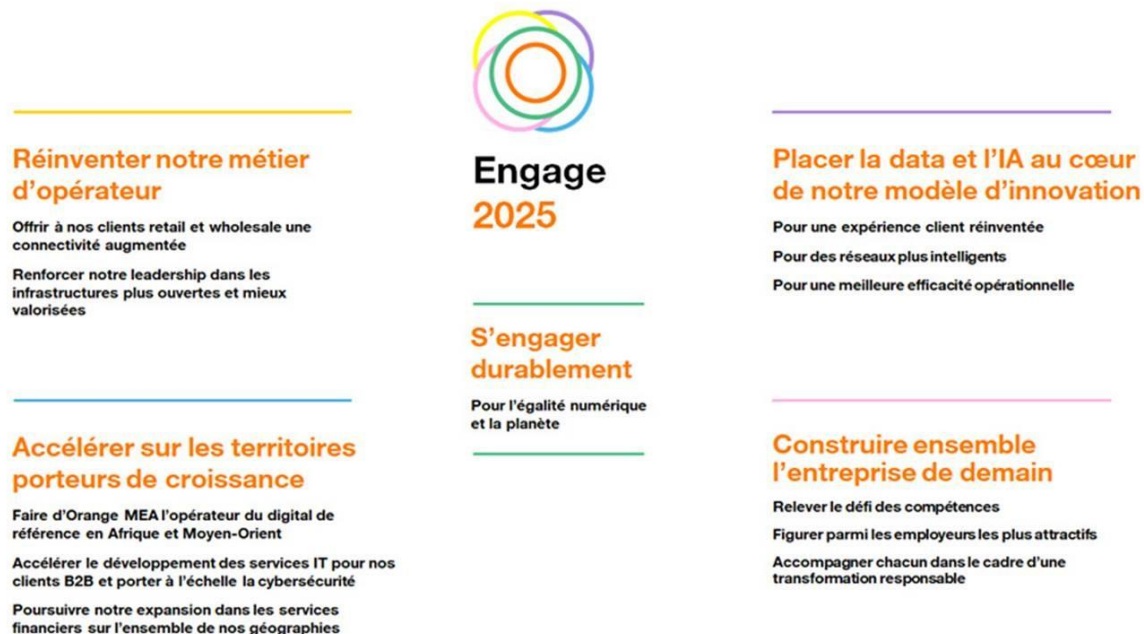 Réinventer notre métier
d'opérateur
Offrir à nos clients retail et wholesale une
connectivité augmentée
Renforcer notre leadership dans les
infrastructures plus ouvertes et mieux
valorisées
Accélérer sur les territoires
porteurs de croissance
Faire d'Orange MEA l'opérateur du digital de
référence en Afrique et Moyen-Orient
Accélérer le développement des services IT pour nos
clients B2B et porter à l'échelle la cybersécurité
Poursuivre notre expansion dans les services
financiers sur l'ensemble de nos géographies
Engage
2025
S'engager
durablement
Pour l'égalité numérique
et la planète
Placer la data et l'IA au cœur
de notre modèle d'innovation
Pour une expérience client réinventée
Pour des réseaux plus intelligents
Pour une meilleure efficacité opérationnelle
Construire ensemble
l'entreprise de demain
Relever le défi des compétences
Figurer parmi les employeurs les plus attractifs
Accompagner chacun dans le cadre d'une
transformation responsable